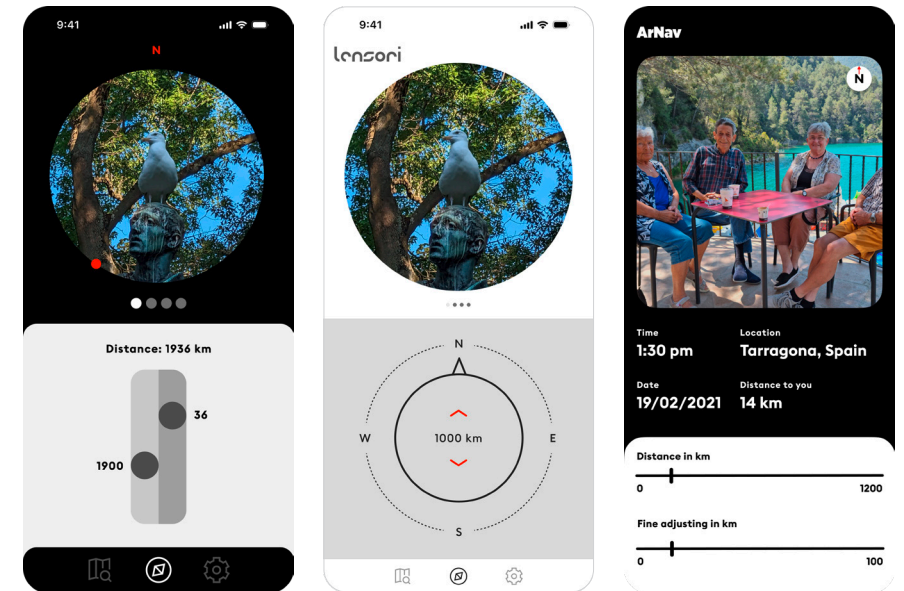 9:41
N
Distance: 1936 km
36
1900
9:41
lensori
N
W
1000 km
E
S
ArNav
N
Time
Location
1:30 pm
Tarragona, Spain
Date
Distance to you
19/02/2021
14 km
Distance in km
0
1200
Fine adjusting in km
0
100